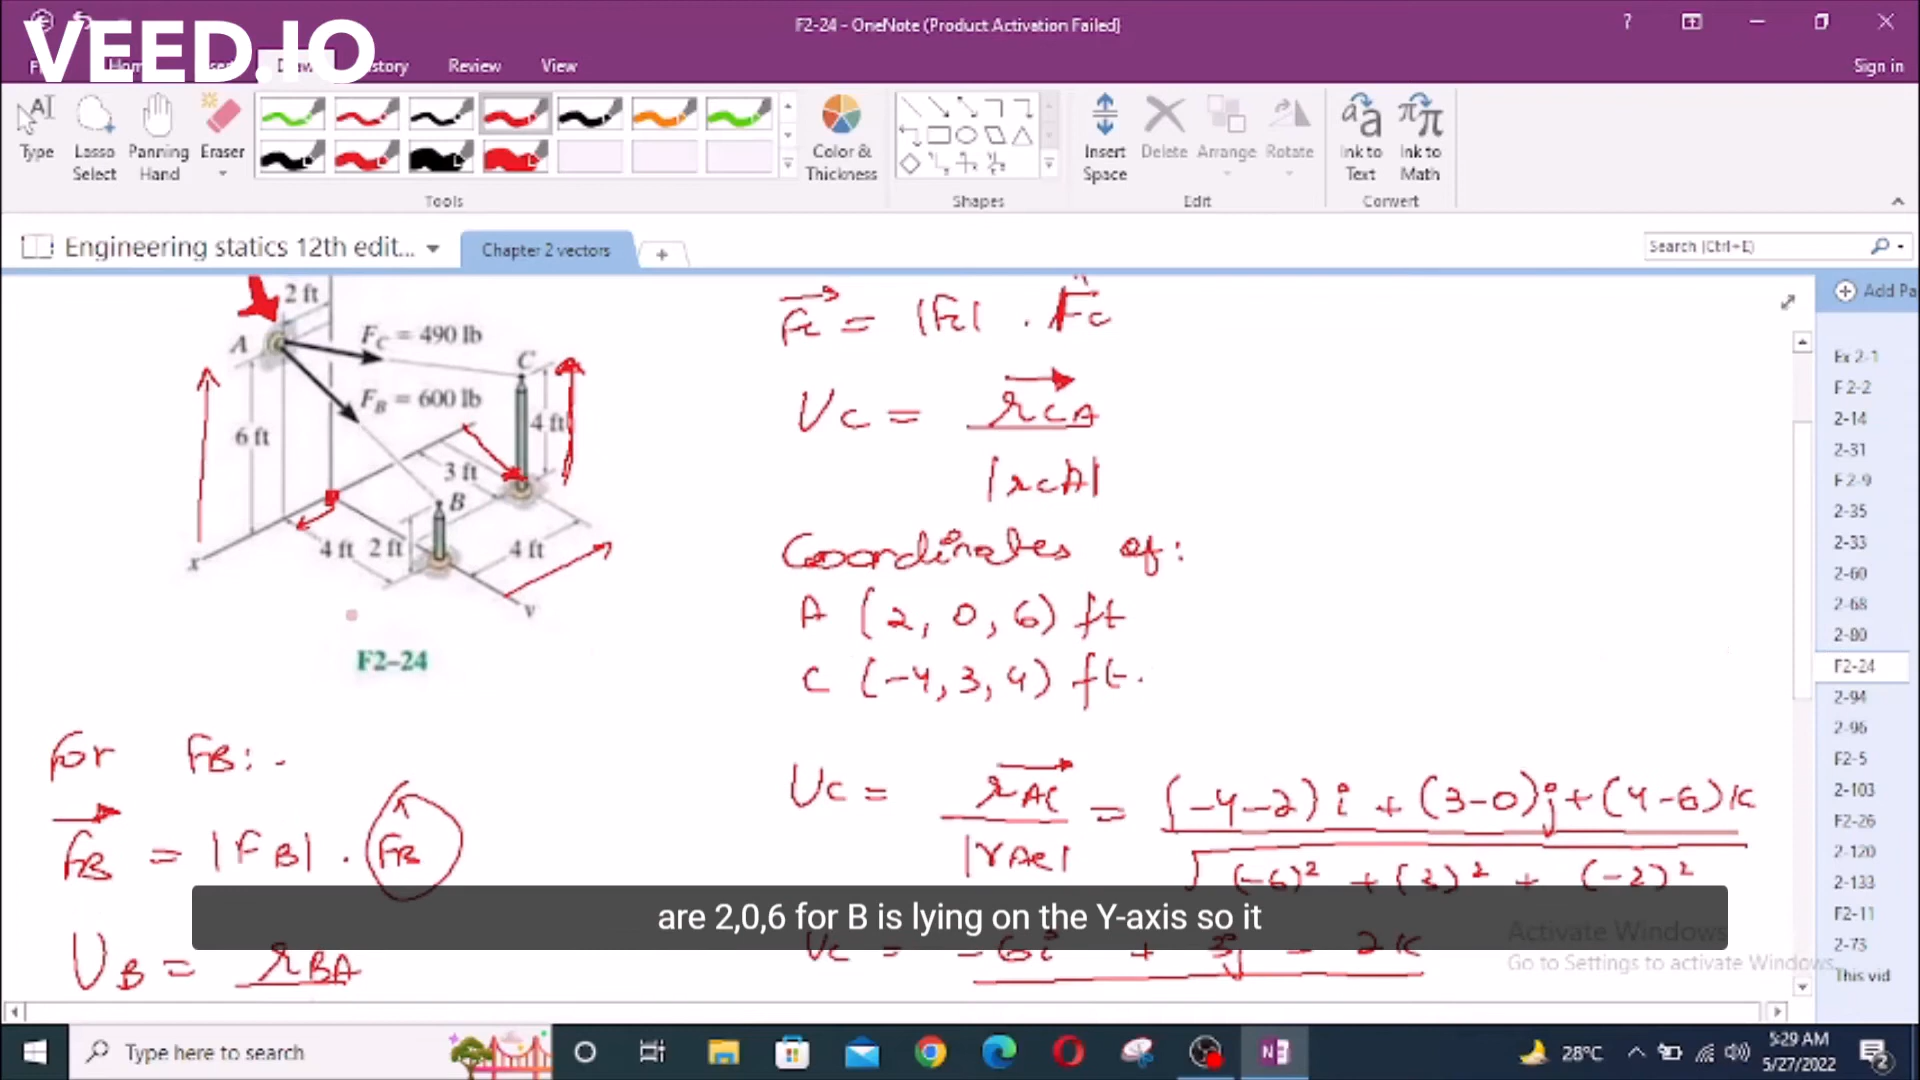 F2-24 - OneNote (Product Activation Failed)
VEED.IO
Review
View
Sign in
Type
Lasso Select
Panning Hand
Eraser
Color & Thickness
Insert Space
Delete
Arrange
Rotate
Ink to Text
Ink to Math
Tools
Shapes
Edit
Convert
Engineering statics 12th edit...
Chapter 2 vectors
Search (Ctrl+E)
2 ft
A
F_C = 490 lb
C
F_B = 600 lb
4 ft
6 ft
3 ft
B
4 ft
2 ft
4 ft
x
y
F2–24
Fc = |Fc| . Fc
Uc = rCA
|rCA|
Coordinates of:
A (2, 0, 6) ft
C (-4, 3, 4) ft.
For FB:-
FB = |FB| . FB
UB = rBA
Uc = rAC = (-4-2)i + (3-0)j + (4-6)k
|rAC| √(-6)² + (3)² + (-2)²
Uc = -6i + 3j - 2k
are 2,0,6 for B is lying on the Y-axis so it
Add Pa
Ex 2-1
F 2-2
2-14
2-31
F 2-9
2-35
2-33
2-60
2-68
2-80
F2-24
2-94
2-96
F2-5
2-103
F2-26
2-120
2-133
F2-11
2-73
This vid
Activate Windows
Go to Settings to activate Windows.
Type here to search
28°C
5:29 AM
5/27/2022
2